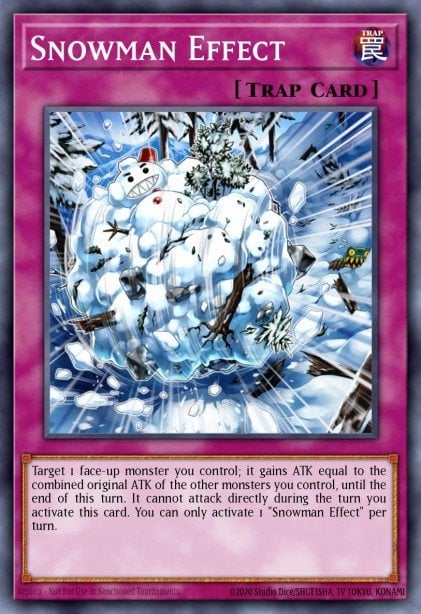 Snowman Effect
TRAP
罠
[Trap Card]
Target 1 face-up monster you control; it gains ATK equal to the
combined original ATK of the other monsters you control, until the
end of this turn. It cannot attack directly during the turn you
activate this card. You can only activate 1 "Snowman Effect" per
turn.
Replica - Not For Use in Sanctioned Tournaments
©2020 Studio Dice/SHUEISHA, TV TOKYO, KONAMI